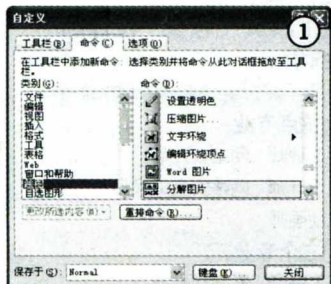 自定义
①
工具栏(B) 命令(C) 选项(O)
在工具栏中添加新命令: 选择类别并将命令从此对话框拖放至工具
栏。
类别(G): 命令(D):
文件
编辑
视图
插入
格式
工具
表格
Web
窗口和帮助
自选图形
设置透明色
压缩图片...
文字环绕
编辑环绕顶点
Word 图片
分解图片
更改所选内容(M) 重排命令(R)...
保存于(S): Normal 键盘(K)... 关闭